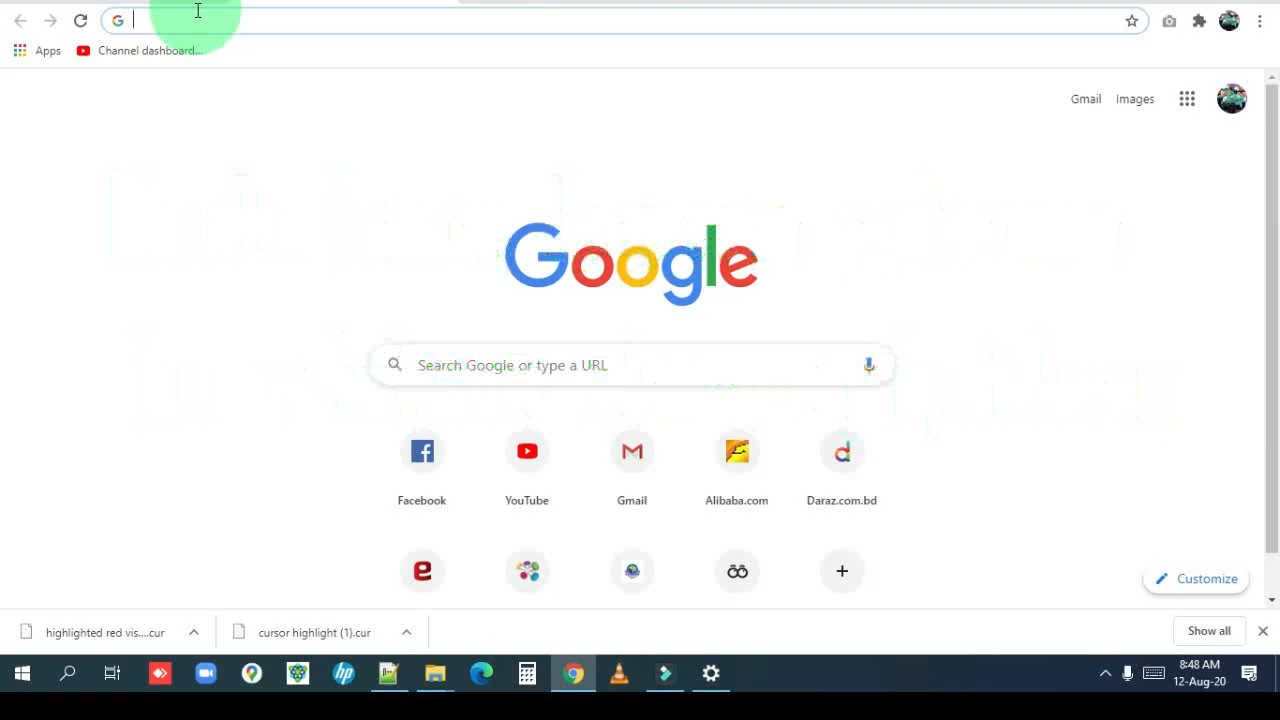 Apps
Channel dashboard...
Gmail
Images
Google
Search Google or type a URL
Facebook
YouTube
Gmail
Alibaba.com
Daraz.com.bd
Customize
highlighted red vis....cur
cursor highlight (1).cur
Show all
8:48 AM
12-Aug-20